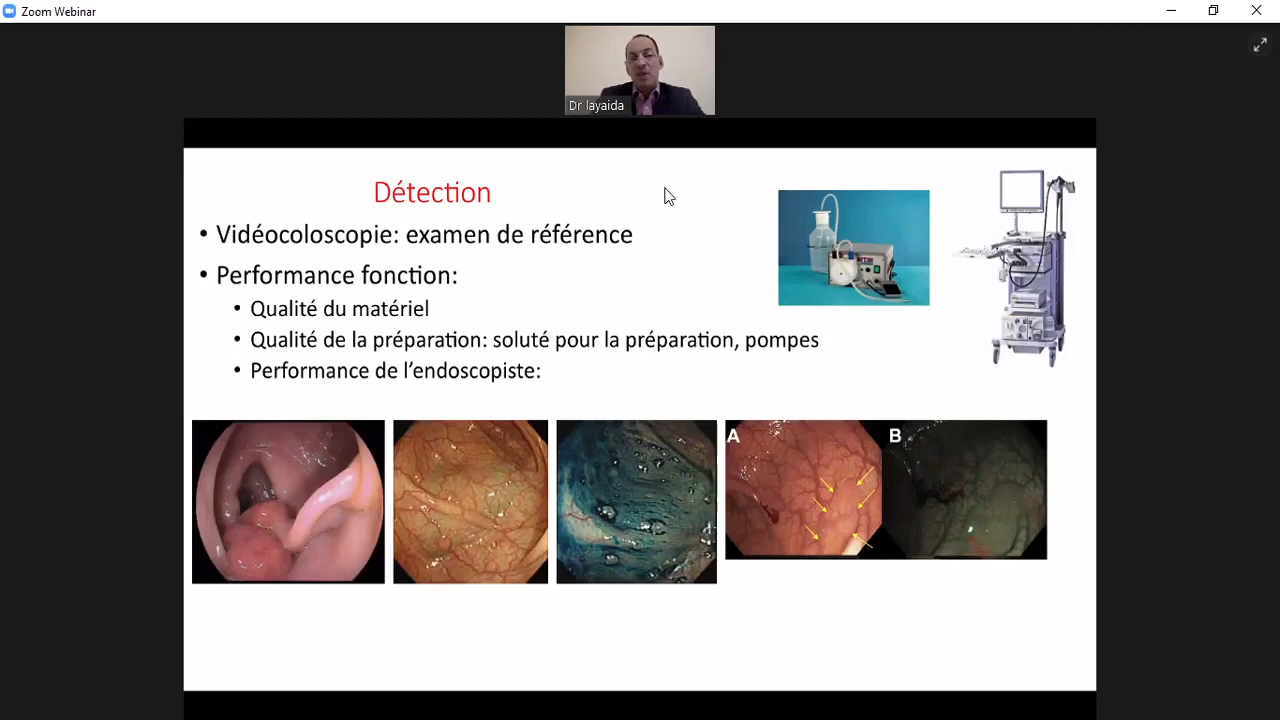 Zoom Webinar
Dr layaida
Détection
• Vidéocoloscopie: examen de référence
• Performance fonction:
• Qualité du matériel
• Qualité de la préparation: soluté pour la préparation, pompes
• Performance de l’endoscopiste:
A
B